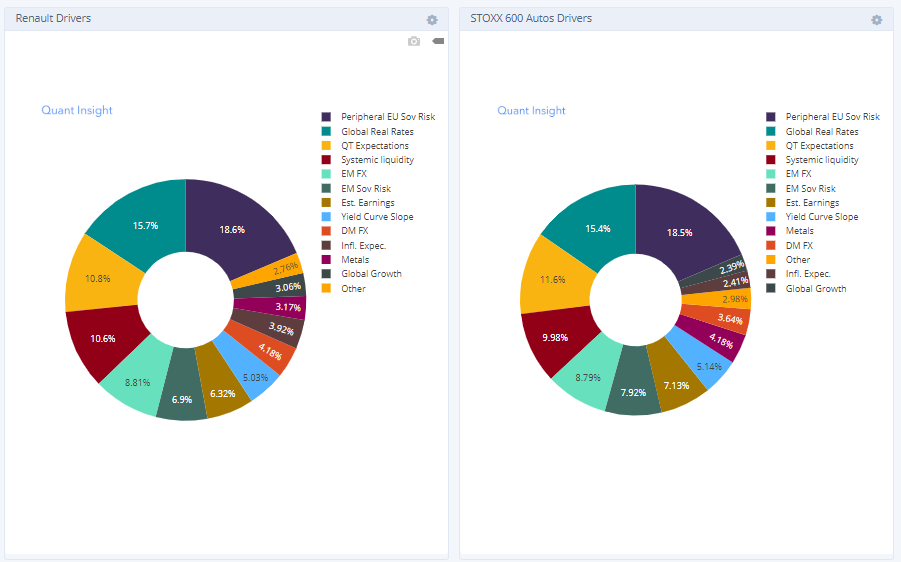 Renault Drivers
Quant Insight
Peripheral EU Sov Risk
Global Real Rates
QT Expectations
Systemic liquidity
EM FX
EM Sov Risk
Est. Earnings
Yield Curve Slope
DM FX
Infl. Expec.
Metals
Global Growth
Other
18.6%
15.7%
10.8%
10.6%
8.81%
6.9%
6.32%
5.03%
4.18%
3.92%
3.17%
3.06%
2.76%
STOXX 600 Autos Drivers
Quant Insight
Peripheral EU Sov Risk
Global Real Rates
QT Expectations
Systemic liquidity
EM FX
EM Sov Risk
Est. Earnings
Yield Curve Slope
Metals
DM FX
Other
Infl. Expec.
Global Growth
18.5%
15.4%
11.6%
9.98%
8.79%
7.92%
7.13%
5.14%
4.18%
3.64%
2.98%
2.41%
2.39%